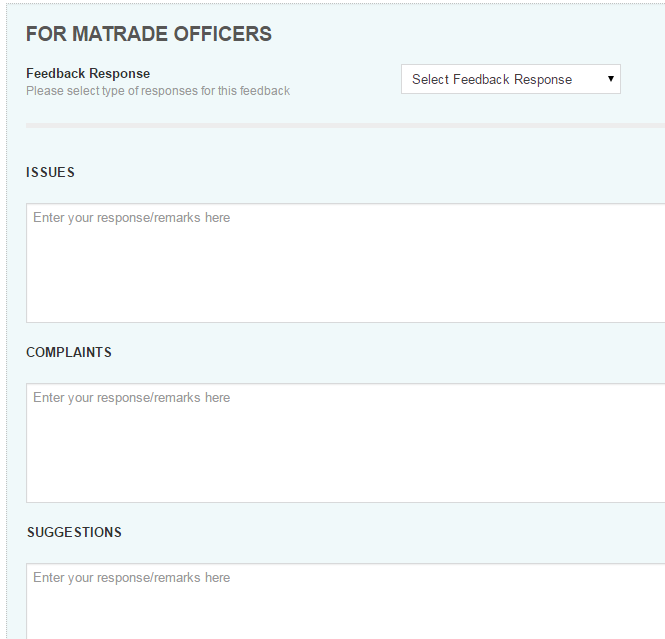 FOR MATRADE OFFICERS
Feedback Response
Please select type of responses for this feedback
Select Feedback Response
ISSUES
Enter your response/remarks here
COMPLAINTS
Enter your response/remarks here
SUGGESTIONS
Enter your response/remarks here